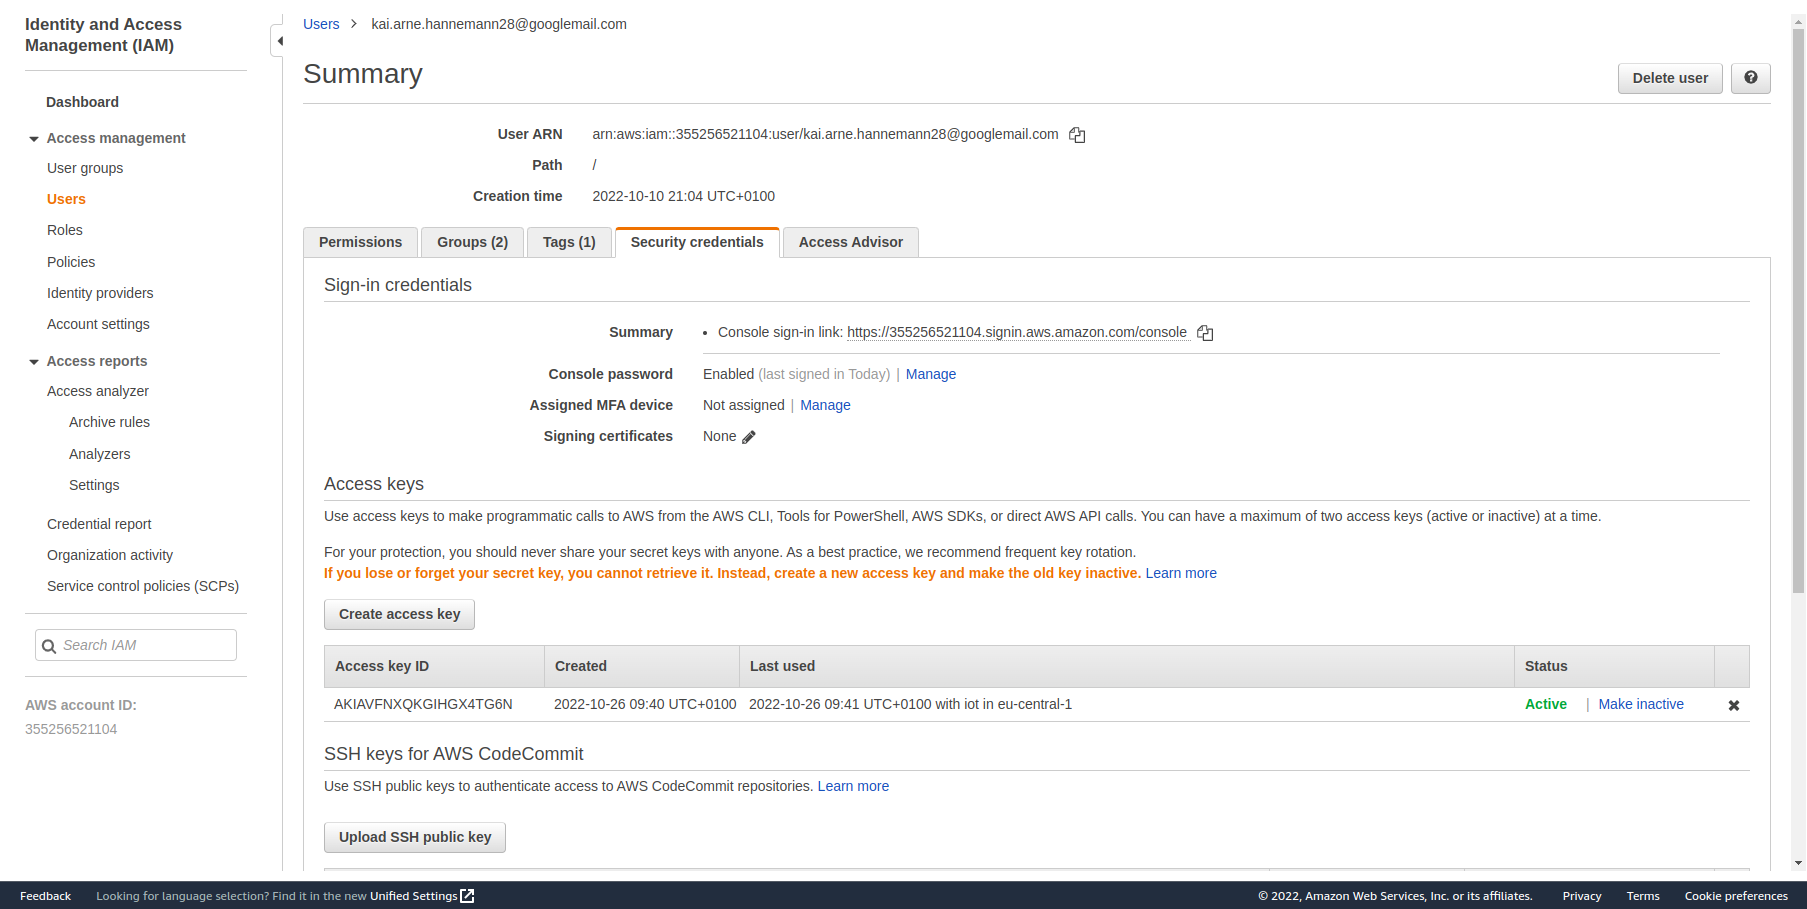 Identity and Access
Management (IAM)
Dashboard
Access management
User groups
Users
Roles
Policies
Identity providers
Account settings
Access reports
Access analyzer
Archive rules
Analyzers
Settings
Credential report
Organization activity
Service control policies (SCPs)
Search IAM
AWS account ID:
355256521104
Users > kai.arne.hannemann28@googlemail.com
Summary
Delete user
?
User ARN arn:aws:iam::355256521104:user/kai.arne.hannemann28@googlemail.com
Path /
Creation time 2022-10-10 21:04 UTC+0100
Permissions Groups (2) Tags (1) Security credentials Access Advisor
Sign-in credentials
Summary • Console sign-in link: https://355256521104.signin.aws.amazon.com/console
Console password Enabled (last signed in Today) | Manage
Assigned MFA device Not assigned | Manage
Signing certificates None
Access keys
Use access keys to make programmatic calls to AWS from the AWS CLI, Tools for PowerShell, AWS SDKs, or direct AWS API calls. You can have a maximum of two access keys (active or inactive) at a time.
For your protection, you should never share your secret keys with anyone. As a best practice, we recommend frequent key rotation.
If you lose or forget your secret key, you cannot retrieve it. Instead, create a new access key and make the old key inactive. Learn more
Create access key
Access key ID Created Last used Status
AKIAVFNXQKGIHGX4TG6N 2022-10-26 09:40 UTC+0100 2022-10-26 09:41 UTC+0100 with iot in eu-central-1 Active | Make inactive
SSH keys for AWS CodeCommit
Use SSH public keys to authenticate access to AWS CodeCommit repositories. Learn more
Upload SSH public key
Feedback Looking for language selection? Find it in the new Unified Settings © 2022, Amazon Web Services, Inc. or its affiliates. Privacy Terms Cookie preferences